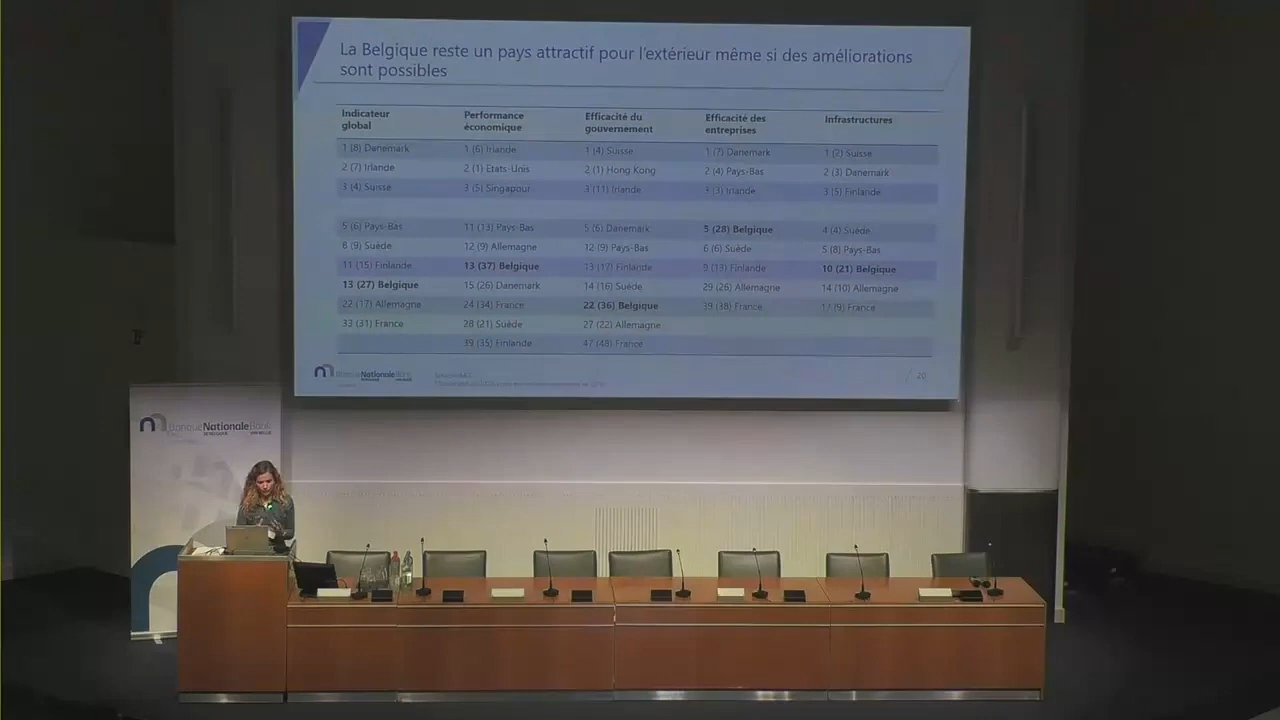 La Belgique reste un pays attractif pour l'extérieur même si des améliorations
sont possibles
Indicateur global Performance économique Efficacité du gouvernement Efficacité des entreprises Infrastructures
1 (8) Danemark 1 (6) Irlande 1 (4) Suisse 1 (7) Danemark 1 (2) Suisse
2 (7) Irlande 2 (1) Etats-Unis 2 (1) Hong Kong 2 (4) Pays-Bas 2 (3) Danemark
3 (4) Suisse 3 (5) Singapour 3 (11) Irlande 3 (3) Irlande 3 (5) Finlande
5 (6) Pays-Bas 11 (13) Pays-Bas 5 (6) Danemark 5 (28) Belgique 4 (4) Suède
8 (9) Suède 12 (9) Allemagne 12 (9) Pays-Bas 6 (6) Suède 5 (8) Pays-Bas
11 (15) Finlande 13 (37) Belgique 13 (17) Finlande 9 (13) Finlande 10 (21) Belgique
13 (27) Belgique 15 (26) Danemark 14 (16) Suède 29 (26) Allemagne 14 (10) Allemagne
22 (17) Allemagne 24 (34) France 22 (36) Belgique 39 (38) France 17 (9) France
33 (31) France 28 (21) Suède 27 (22) Allemagne
39 (35) Finlande 47 (48) France
BanqueNationaleBank
20
BanqueNationaleBank